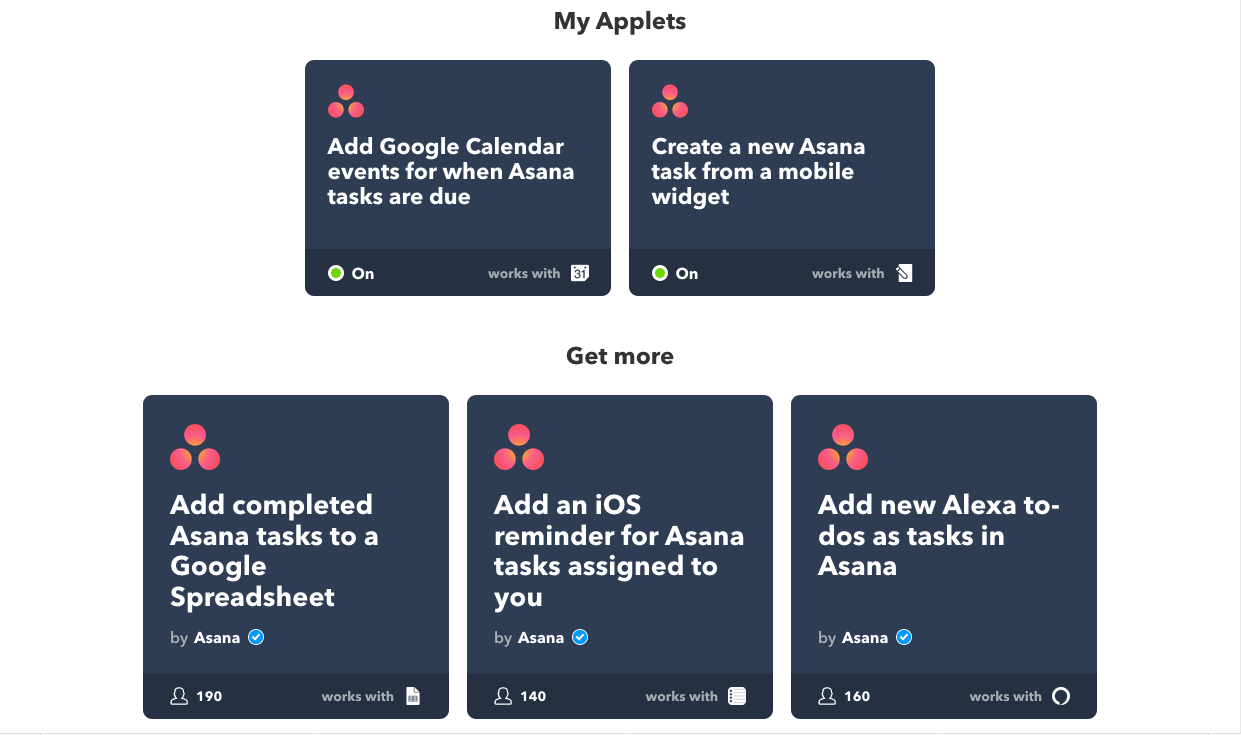 My Applets
Add Google Calendar
events for when Asana
tasks are due
On
works with
31
Create a new Asana
task from a mobile
widget
On
works with
Get more
Add completed
Asana tasks to a
Google
Spreadsheet
by Asana
190
works with
Add an iOS
reminder for Asana
tasks assigned to
you
by Asana
140
works with
Add new Alexa to-
dos as tasks in
Asana
by Asana
160
works with